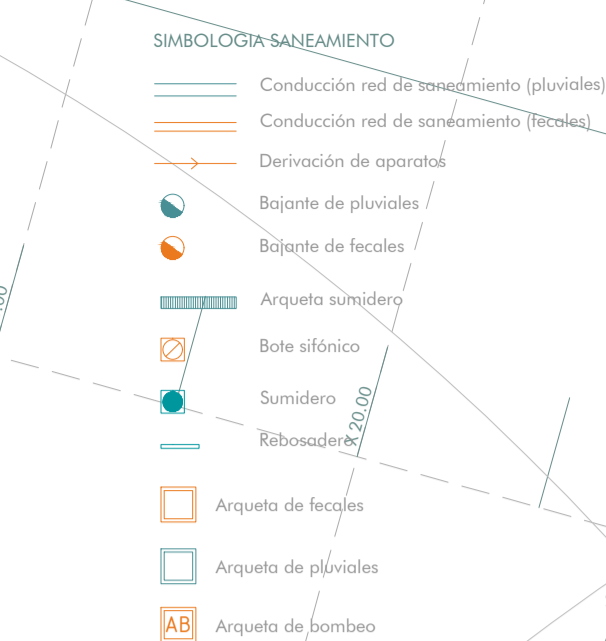 SIMBOLOGIA SANEAMIENTO
Conducción red de saneamiento (pluviales)
Conducción red de saneamiento (fecales)
Derivación de aparatos
Bajante de pluviales
Bajante de fecales
Arqueta sumidero
Bote sifónico
Sumidero
X 20.00
Rebosadero
Arqueta de fecales
Arqueta de pluviales
AB Arqueta de bombeo